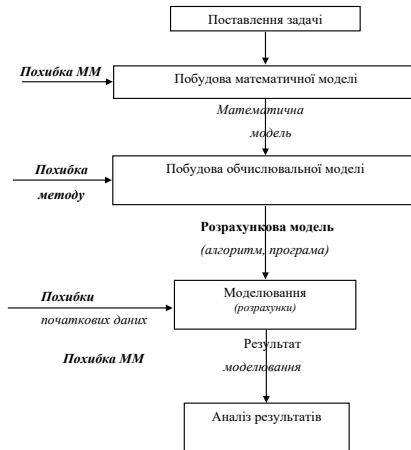 Поставлення задачі
Похибка ММ
Побудова математичної моделі
Математична
модель
Похибка
методу
Побудова обчислювальної моделі
Розрахункова модель
(алгоритм, програма)
Похибки
початкових даних
Моделювання
(розрахунки)
Похибка ММ
Результат
моделювання
Аналіз результатів